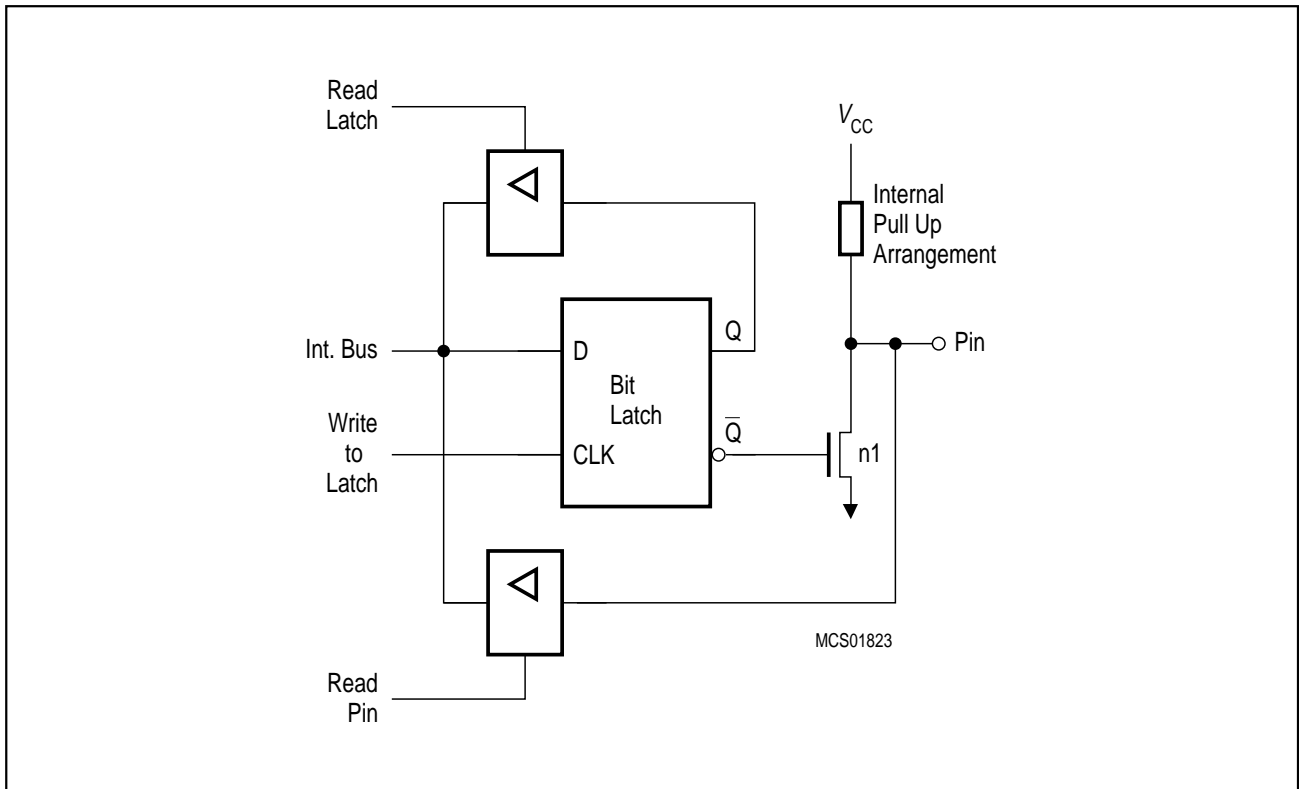 Read
Latch
V_CC
Internal
Pull Up
Arrangement
Q
Int. Bus
D
Pin
Bit
Latch
Q̅
Write
to
Latch
CLK
n1
MCS01823
Read
Pin